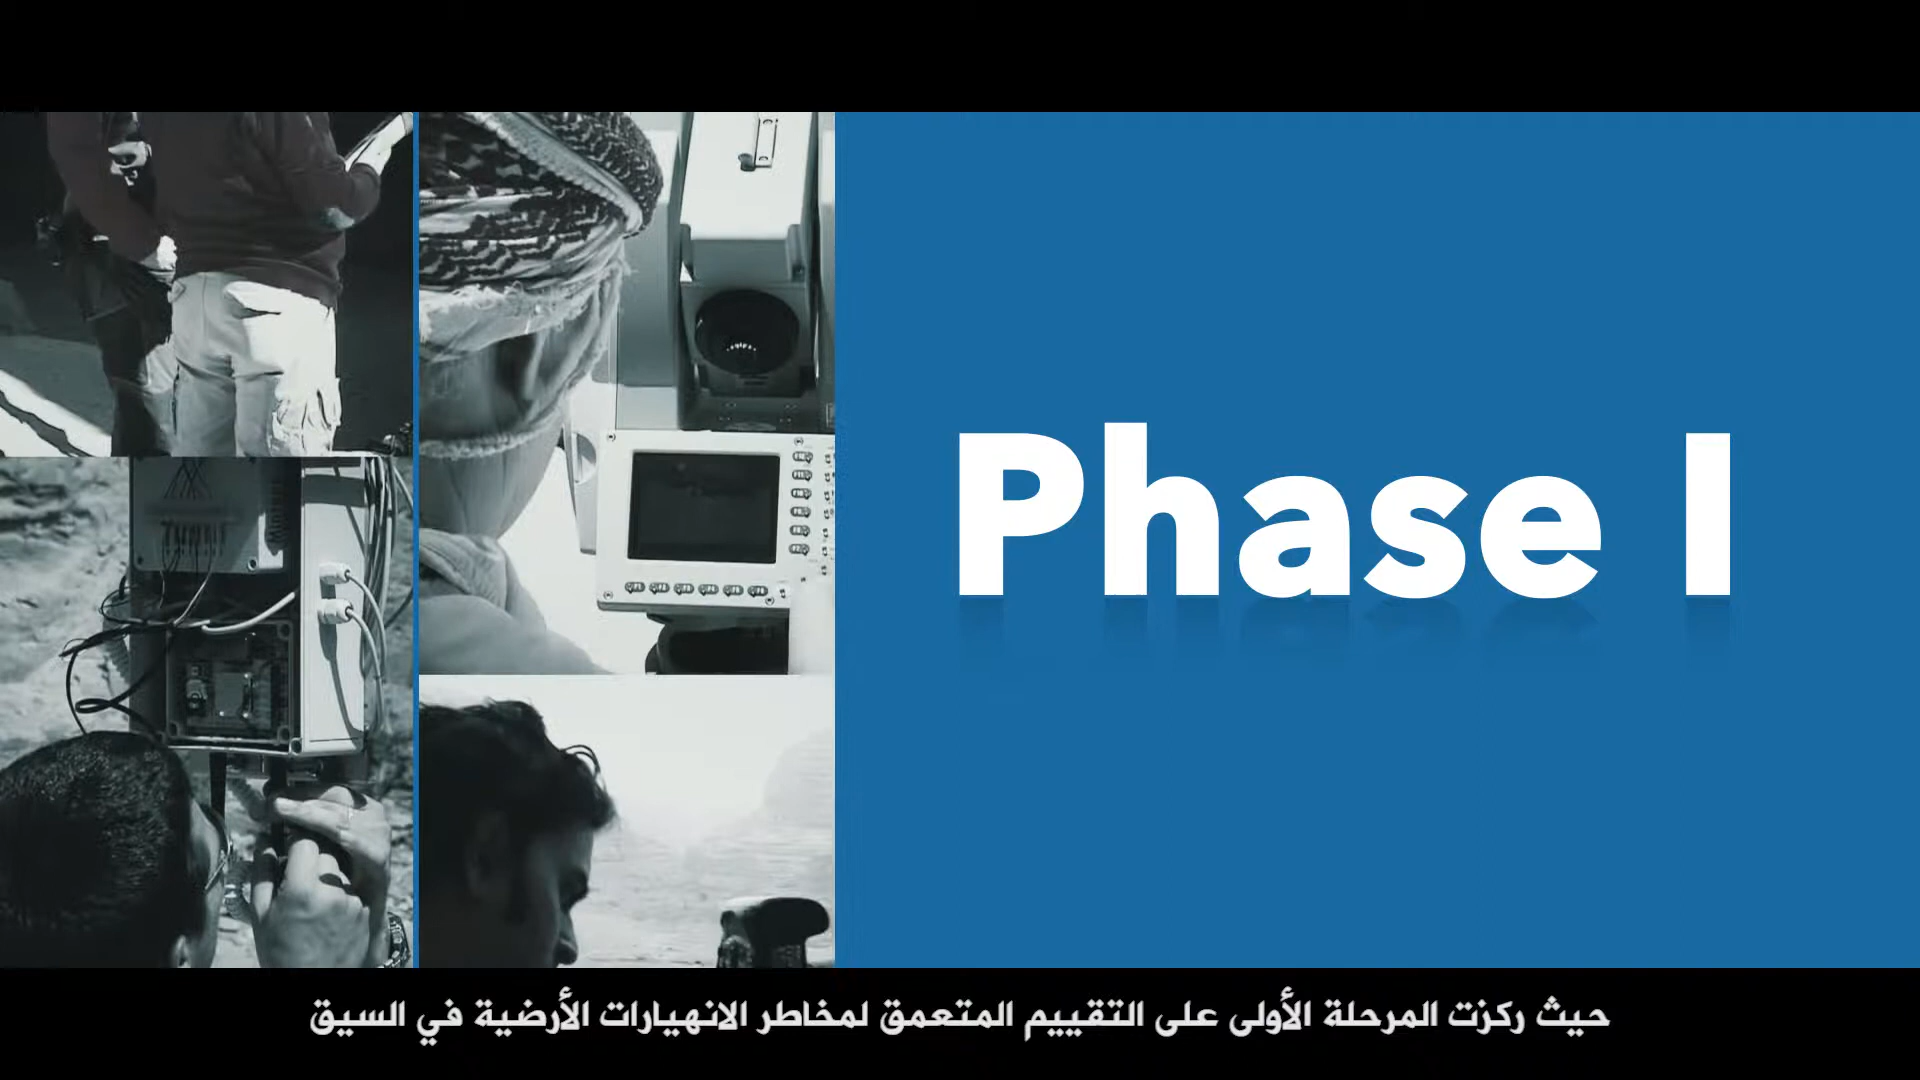 Phase I
حيث ركزت المرحلة الأولى على التقييم المتعمق لمخاطر الانهيارات الأرضية في السيق